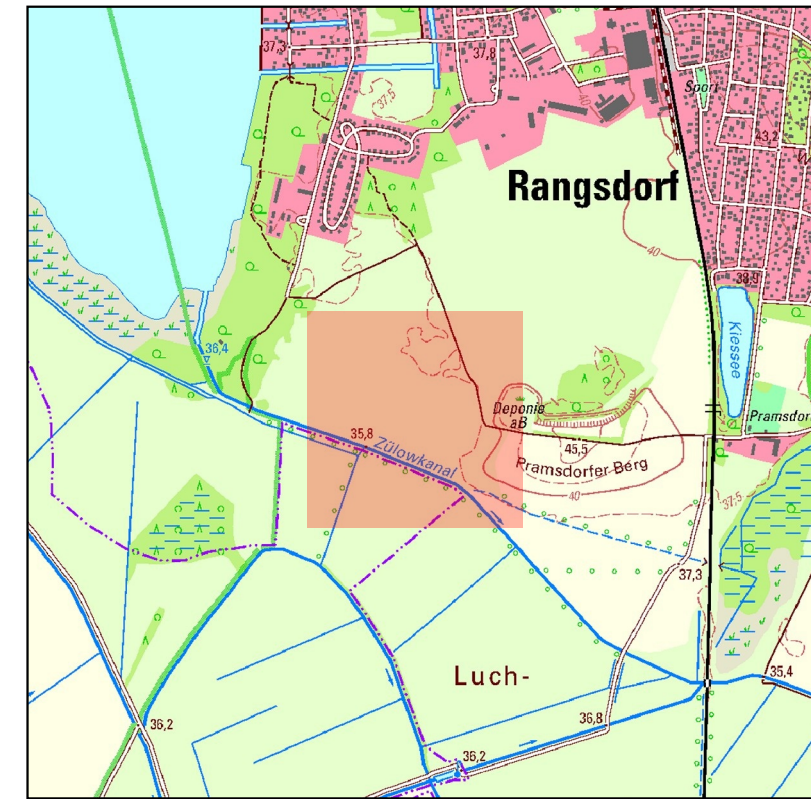 37,3
37,8
37,5
Sport
43,2
Rangsdorf
40
38,9
36,4
Kiessee
Deponie
aB
Pramsdor
35,8
45,5
Zülowkanal
Pramsdorfer Berg
40
37,5
37,3
Luch-
35,4
36,8
36,2
36,2